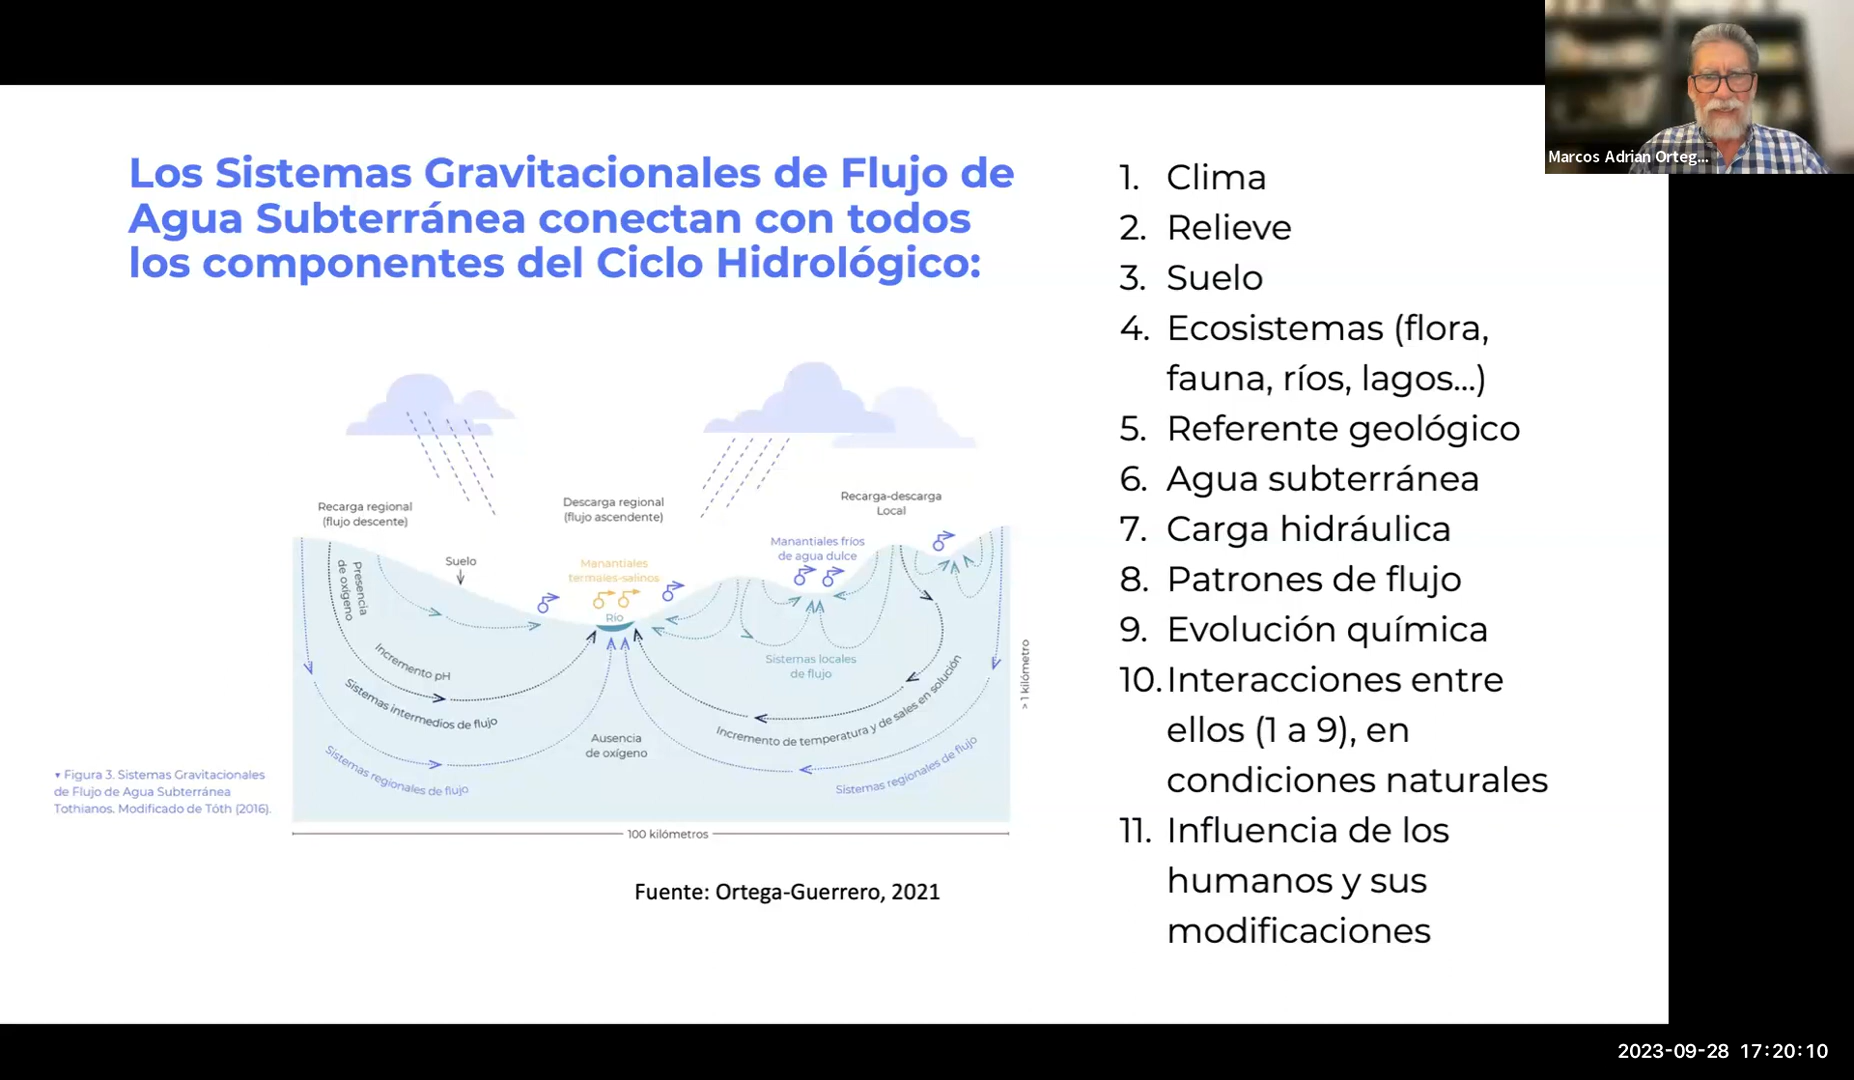 Marcos Adrian Orteg...
Los Sistemas Gravitacionales de Flujo de
Agua Subterránea conectan con todos
los componentes del Ciclo Hidrológico:
Recarga regional
(flujo descente)
Descarga regional
(flujo ascendente)
Recarga-descarga
Local
Suelo
Manantiales
termales-salinos
Manantiales fríos
de agua dulce
Río
Presencia
de oxígeno
Incremento pH
Sistemas intermedios de flujo
Sistemas regionales de flujo
Ausencia
de oxígeno
Sistemas locales
de flujo
Incremento de temperatura y de sales en solución
Sistemas regionales de flujo
> 1 kilómetro
100 kilómetros
▾ Figura 3. Sistemas Gravitacionales
de Flujo de Agua Subterránea
Tothianos. Modificado de Tóth (2016).
Fuente: Ortega-Guerrero, 2021
1. Clima
2. Relieve
3. Suelo
4. Ecosistemas (flora,
fauna, ríos, lagos...)
5. Referente geológico
6. Agua subterránea
7. Carga hidráulica
8. Patrones de flujo
9. Evolución química
10. Interacciones entre
ellos (1 a 9), en
condiciones naturales
11. Influencia de los
humanos y sus
modificaciones
2023-09-28 17:20:10